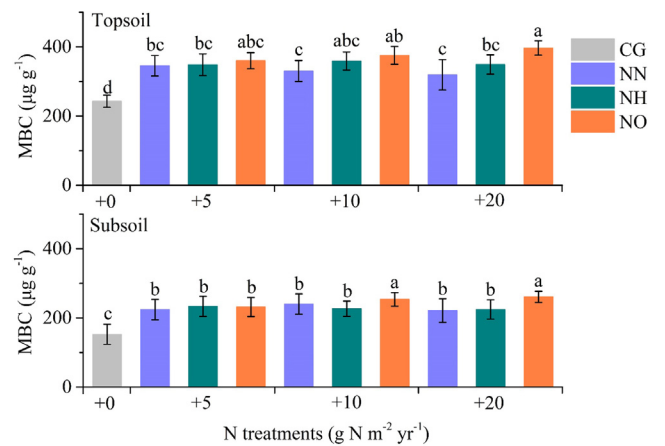 Topsoil
MBC (μg g⁻¹)
400
200
0
d bc bc abc c abc ab c bc a
+0 +5 +10 +20
CG
NN
NH
NO
Subsoil
MBC (μg g⁻¹)
400
200
0
c b b b b b a b b a
+0 +5 +10 +20
N treatments (g N m⁻² yr⁻¹)